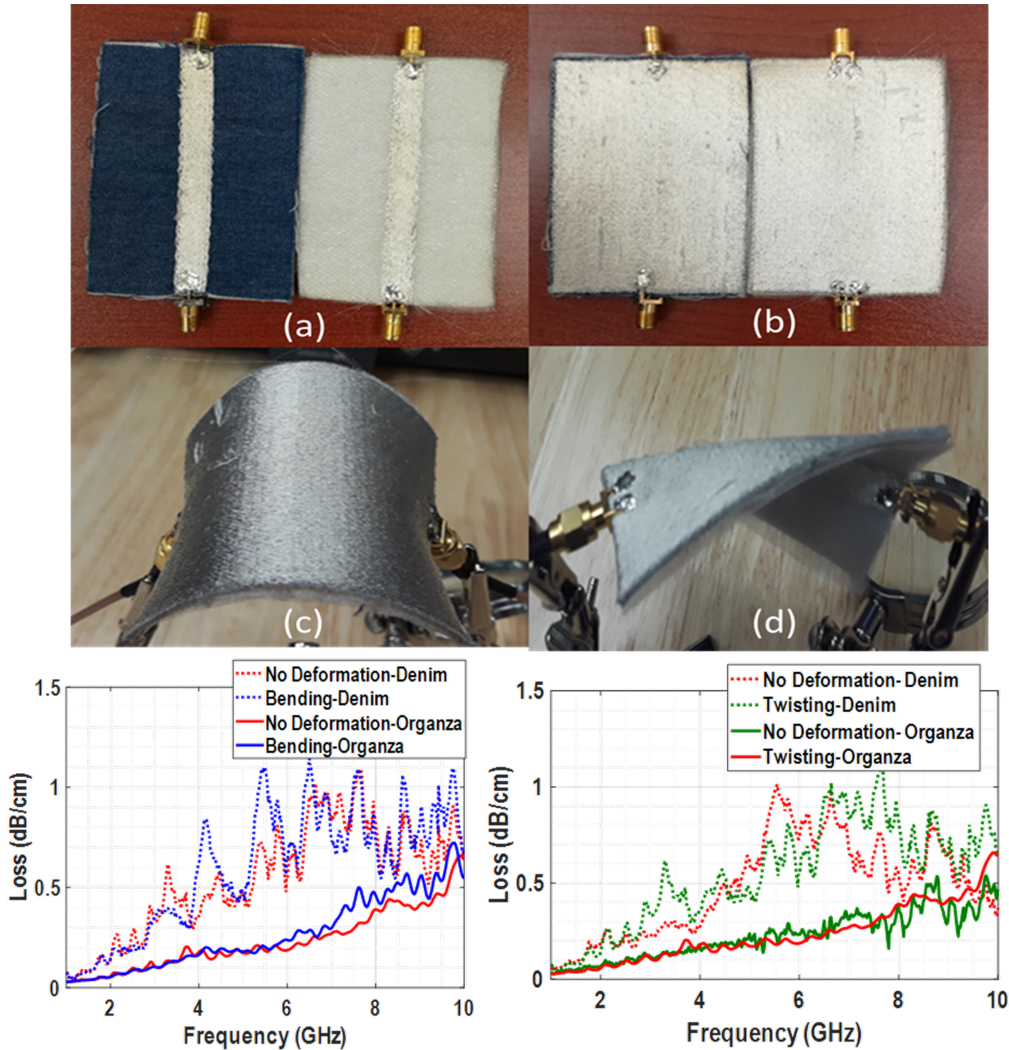 (a)
(b)
(c)
(d)
No Deformation-Denim
Bending-Denim
No Deformation-Organza
Bending-Organza
1.5
1
0.5
0
2
4
6
8
10
Loss (dB/cm)
Frequency (GHz)
No Deformation- Denim
Twisting-Denim
No Deformation- Organza
Twisting-Organza
1.5
1
0.5
0
2
4
6
8
10
Loss (dB/cm)
Frequency (GHz)